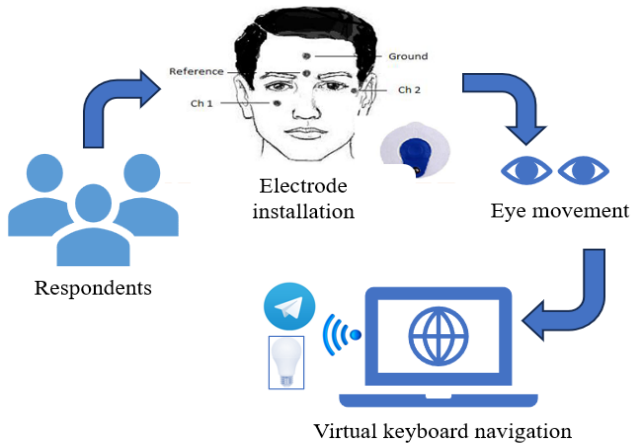 Ground
Reference
Ch 1
Ch 2
Electrode
installation
Eye movement
Respondents
Virtual keyboard navigation